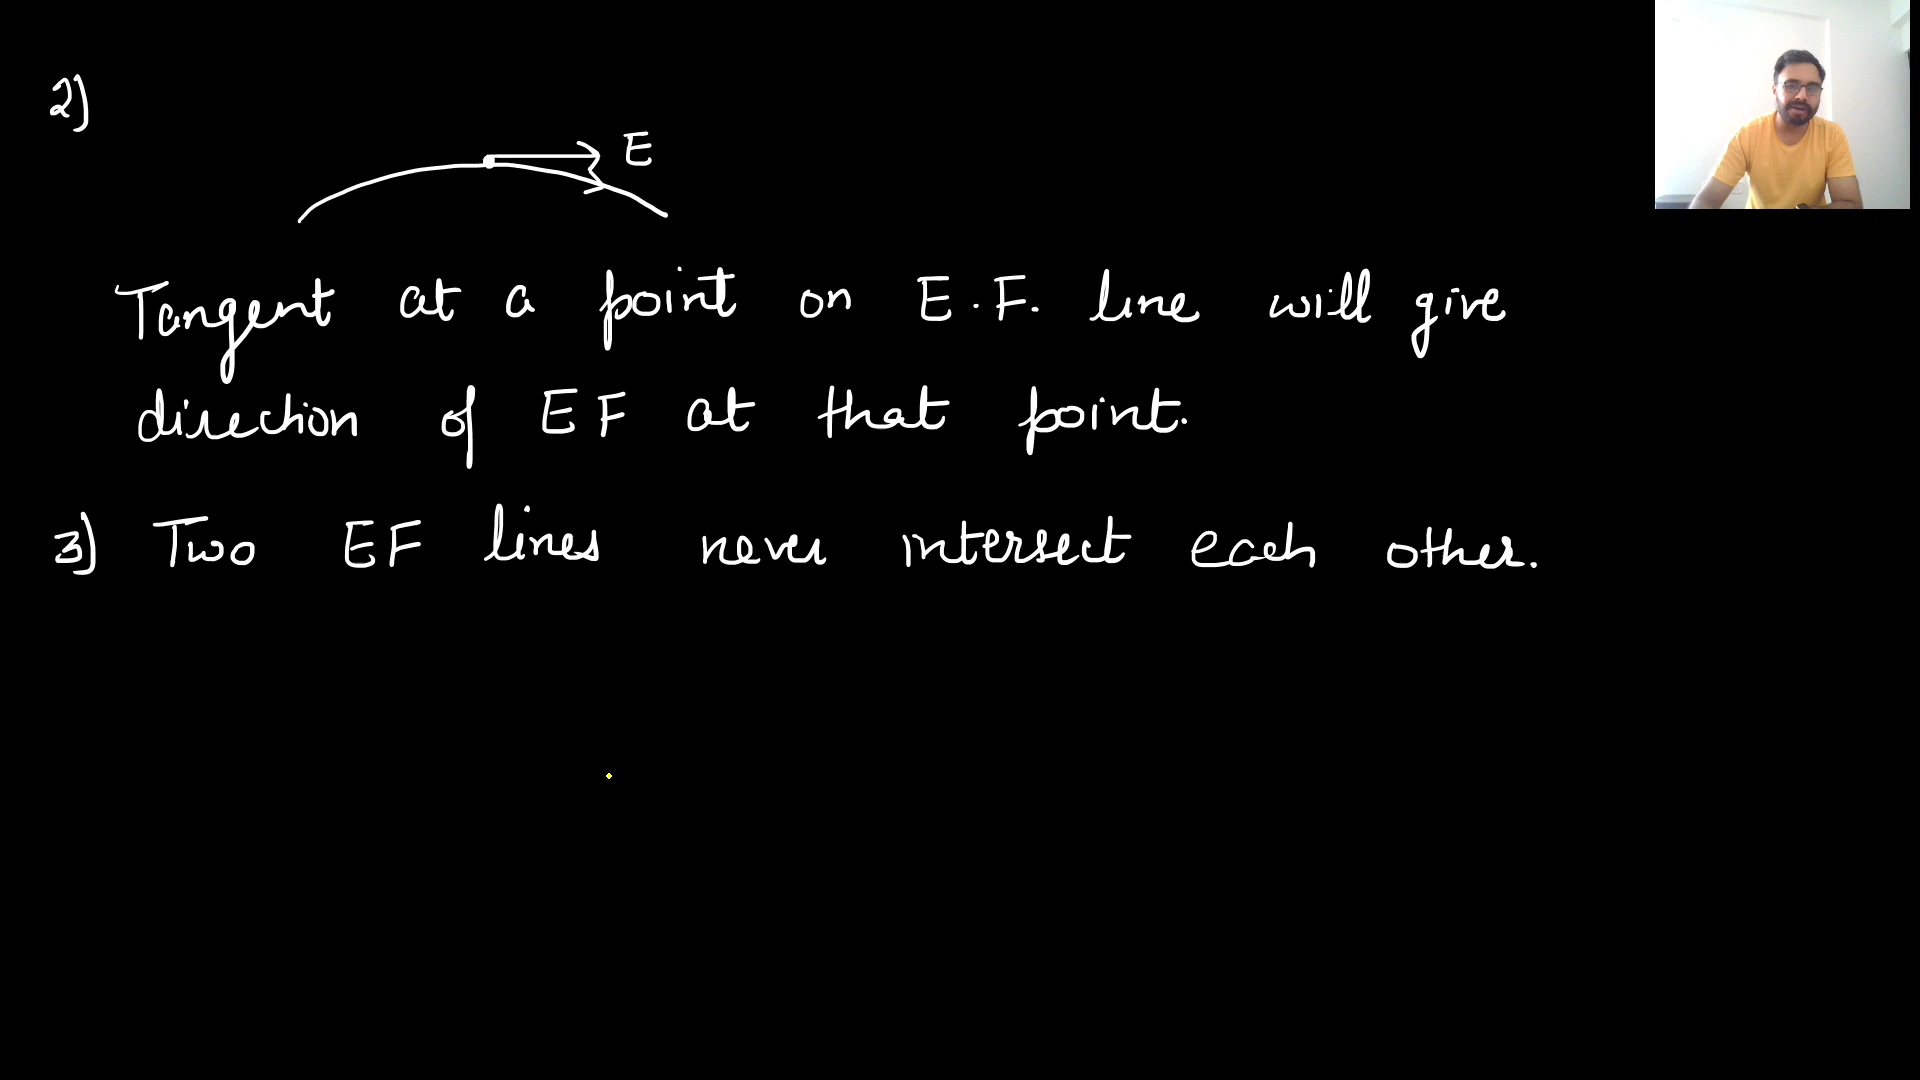 2)
E
Tangent at a point on E.F. line will give
direction of EF at that point.
3) Two EF lines never intersect each other.